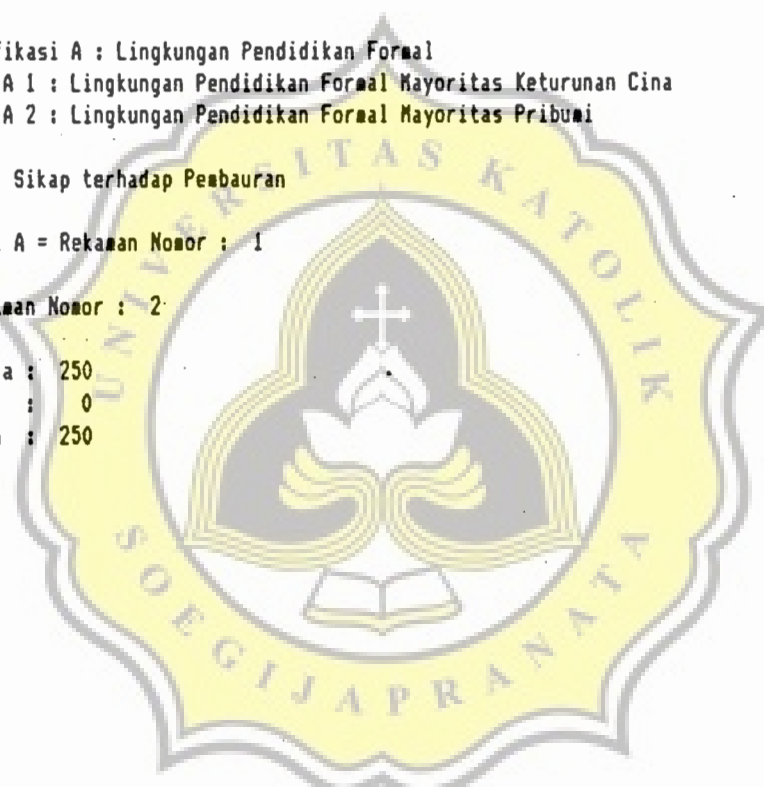 ikasi A : Lingkungan Pendidikan Formal
A 1 : Lingkungan Pendidikan Formal Mayoritas Keturunan Cina
A 2 : Lingkungan Pendidikan Formal Mayoritas Pribumi
Sikap terhadap Pembauran
A = Rekaman Nomor : 1
man Nomor : 2
a : 250
: 0
: 250
UNIVERSITAS KATOLIK
SOEGIJAPRANATA